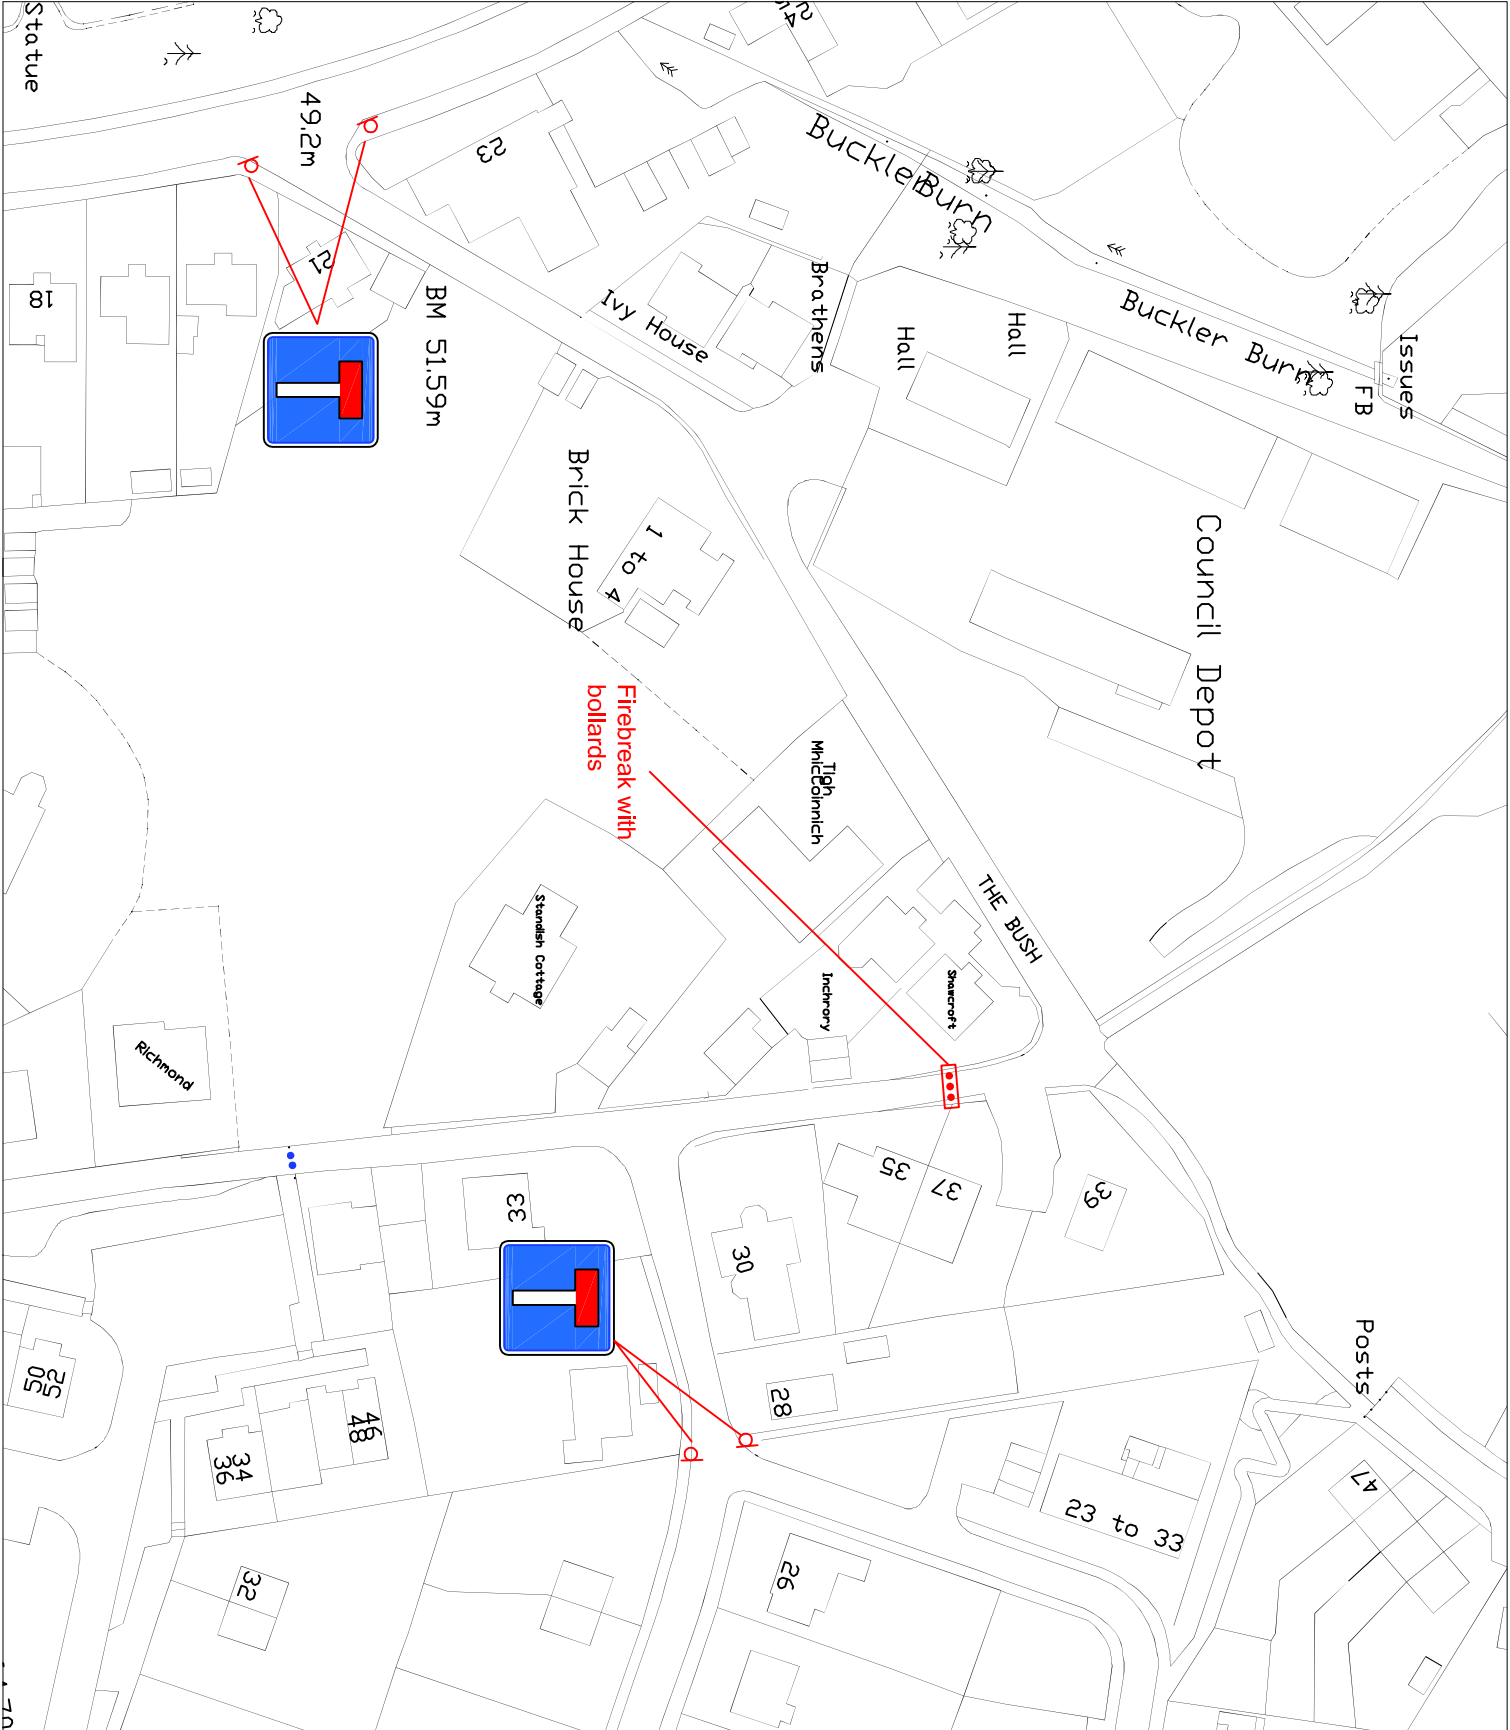 Statue
24
49.2m
23
Buckler
Burn
21
18
BM 51.59m
Ivy House
Brathens
Hall
Hall
Buckler Burn
Issues
FB
Brick House
1 to 4
Council Depot
Firebreak with
bollards
Tigh
MhicCoinnich
THE BUSH
Standish Cottage
Inchrory
Shawcroft
Richmond
33
35
37
39
30
28
Posts
50
52
46
48
34
36
32
26
23 to 33
47